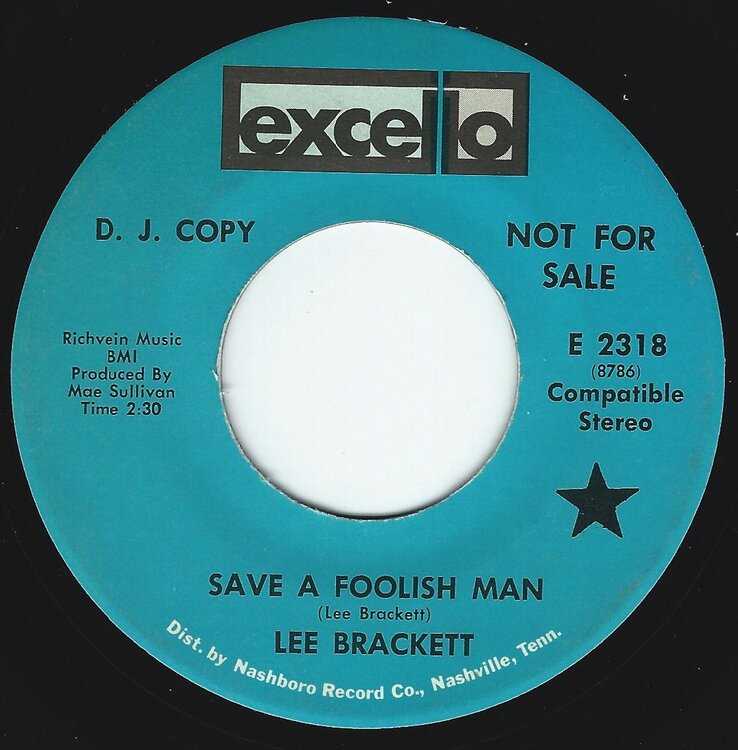 excello
D. J. COPY
NOT FOR
SALE
Richvein Music
BMI
Produced By
Mae Sullivan
Time 2:30
E 2318
(8786)
Compatible
Stereo
SAVE A FOOLISH MAN
(Lee Brackett)
LEE BRACKETT
Dist. by Nashboro Record Co., Nashville, Tenn.